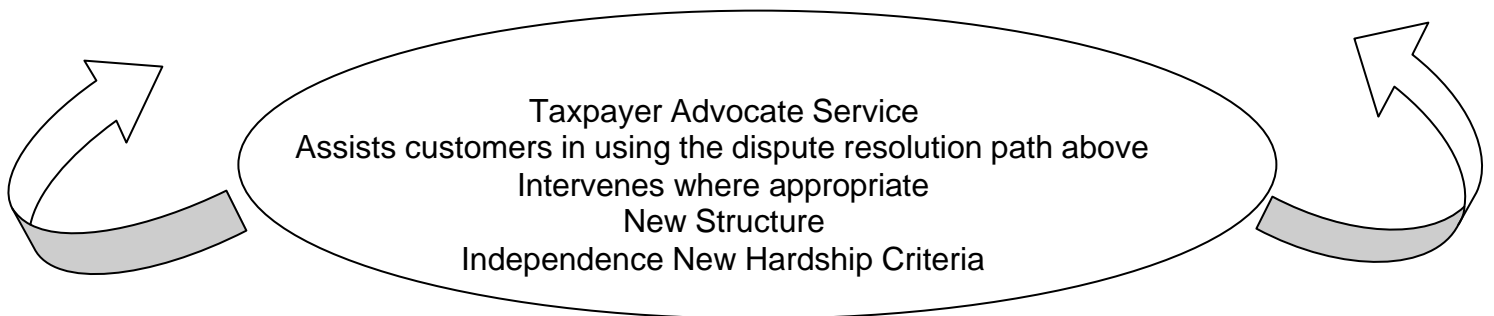 Taxpayer Advocate Service
Assists customers in using the dispute resolution path above
Intervenes where appropriate
New Structure
Independence New Hardship Criteria